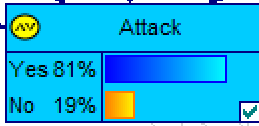 Attack
Yes 81%
No 19%